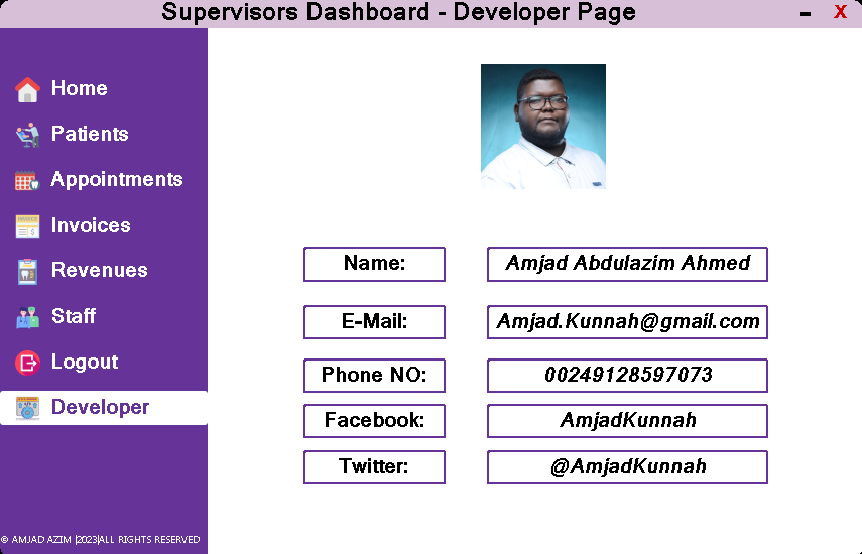 Supervisors Dashboard - Developer Page
X
Home
Patients
Appointments
Invoices
Revenues
Staff
Logout
Developer
Name: Amjad Abdulazim Ahmed
E-Mail: Amjad.Kunnah@gmail.com
Phone NO: 00249128597073
Facebook: AmjadKunnah
Twitter: @AmjadKunnah
© AMJAD AZIM |2023|ALL RIGHTS RESERVED